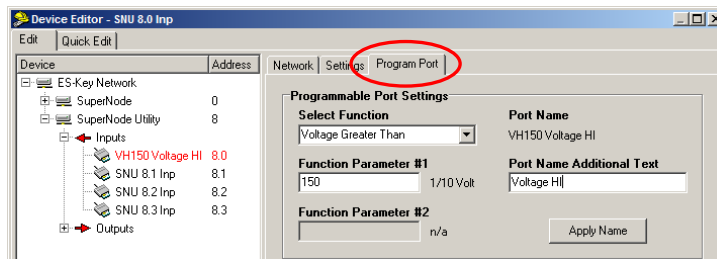 Device Editor - SNU 8.0 Inp
Edit Quick Edit
Device Address
ES-Key Network
SuperNode 0
SuperNode Utility 8
Inputs
VH150 Voltage HI 8.0
SNU 8.1 Inp 8.1
SNU 8.2 Inp 8.2
SNU 8.3 Inp 8.3
Outputs
Network Settings Program Port
Programmable Port Settings
Select Function Port Name
Voltage Greater Than VH150 Voltage HI
Function Parameter #1 Port Name Additional Text
150 1/10 Volt Voltage HI
Function Parameter #2
n/a Apply Name